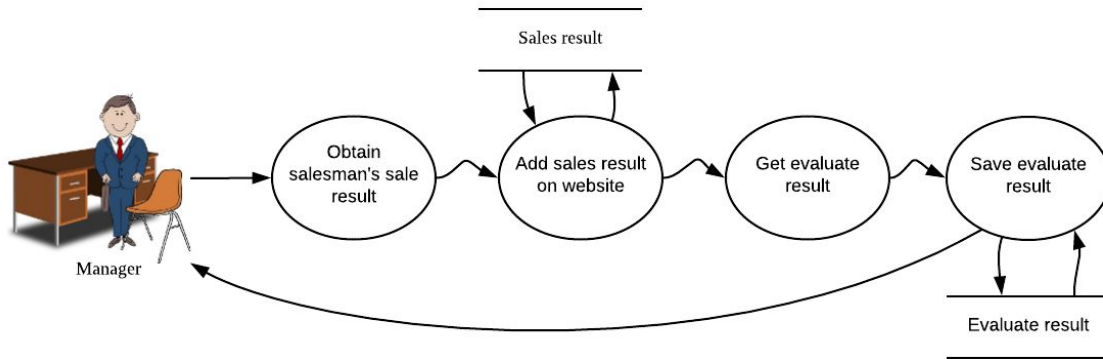 Sales result
Obtain
salesman's sale
result
Add sales result
on website
Get evaluate
result
Save evaluate
result
Manager
Evaluate result